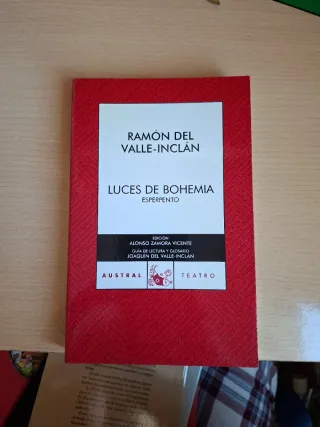 RAMÓN DEL
VALLE-INCLÁN
LUCES DE BOHEMIA
ESPERPENTO
EDICIÓN
ALONSO ZAMORA VICENTE
GUÍA DE LECTURA Y GLOSARIO
JOAQUÍN DEL VALLE-INCLÁN
AUSTRAL TEATRO